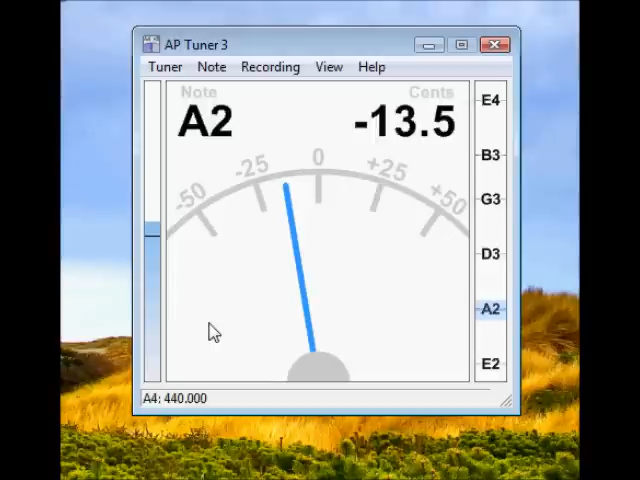 AP Tuner 3
Tuner Note Recording View Help
Note Cents
A2 -13.5
-50 -25 0 +25 +50
E4
B3
G3
D3
A2
E2
A4: 440.000